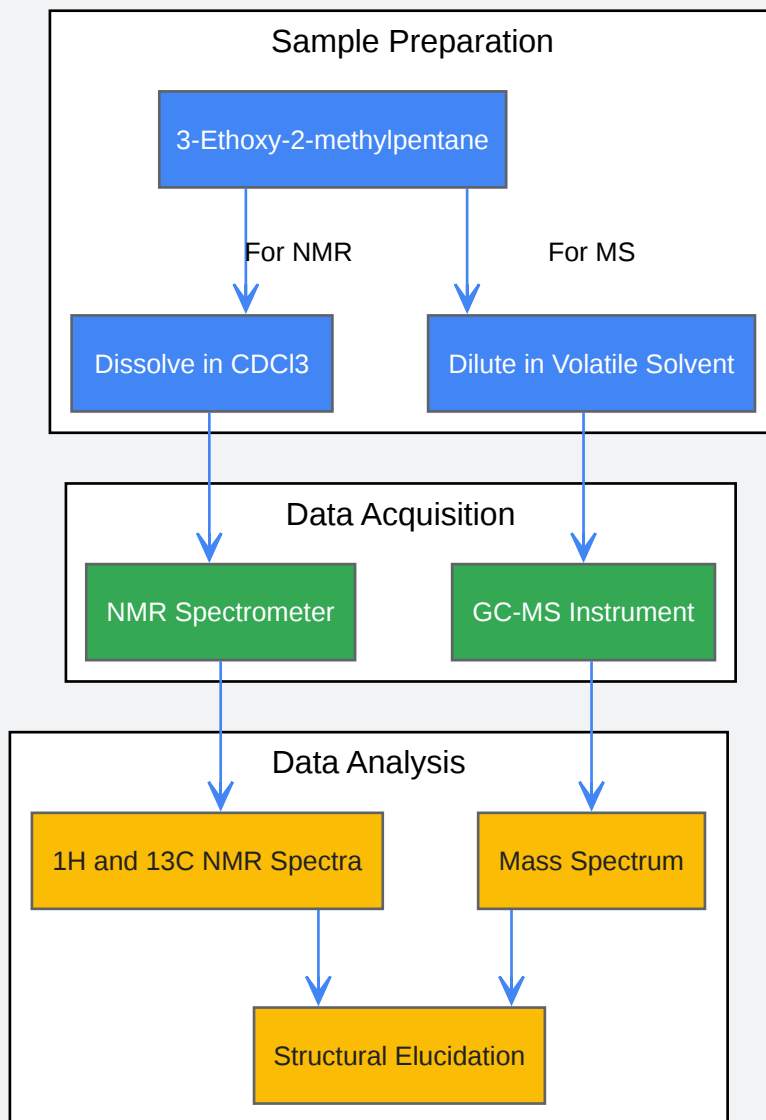 Sample Preparation
3-Ethoxy-2-methylpentane
For NMR
For MS
Dissolve in CDCl3
Dilute in Volatile Solvent
Data Acquisition
NMR Spectrometer
GC-MS Instrument
Data Analysis
1H and 13C NMR Spectra
Mass Spectrum
Structural Elucidation